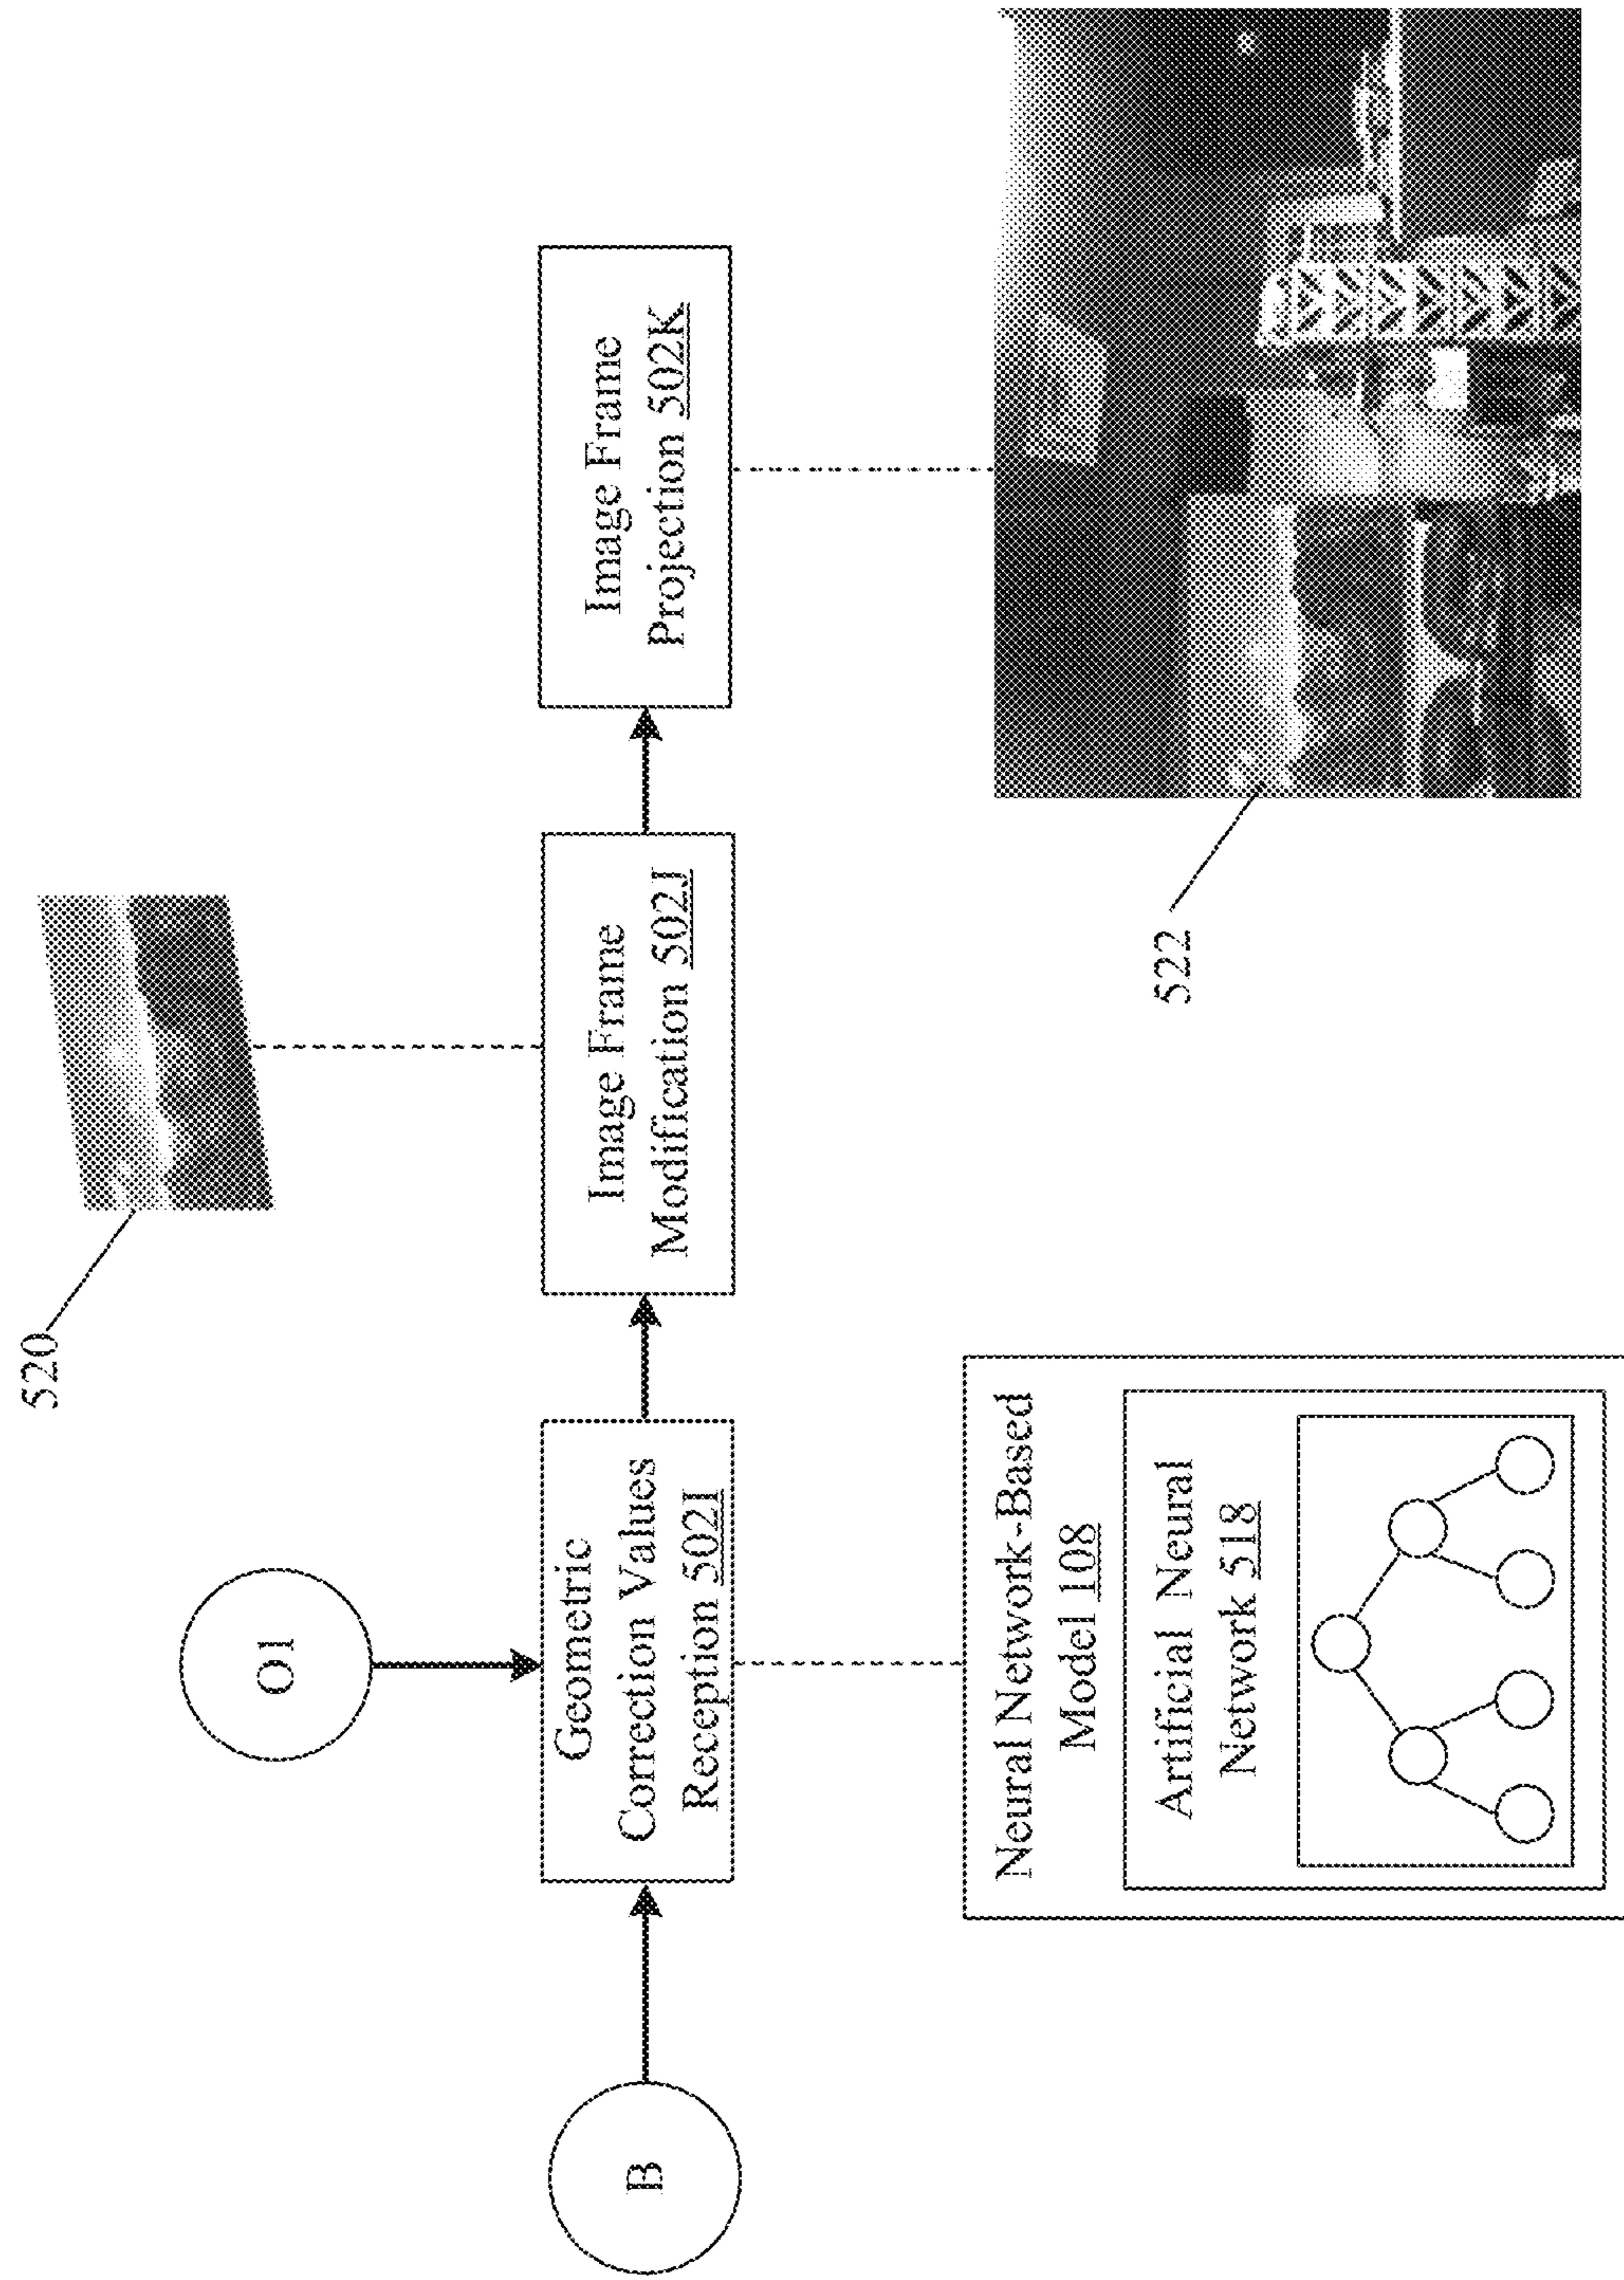 520
O1
B
Geometric
Correction Values
Reception 502I
Image Frame
Modification 502J
Image Frame
Projection 502K
Neural Network-Based
Model 108
Artificial Neural
Network 518
522